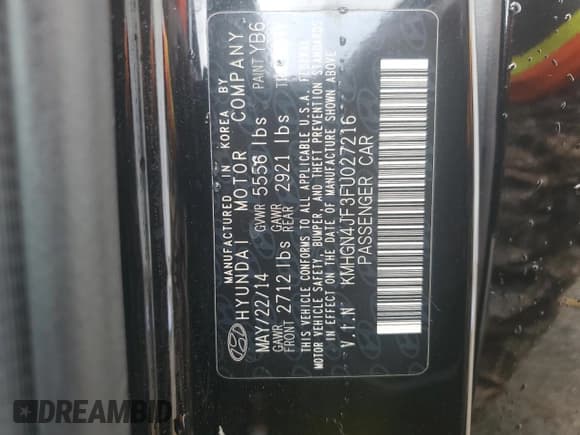 MANUFACTURED IN KOREA BY
HYUNDAI MOTOR COMPANY
MAY/22/14 GVWR 5556 lbs PAINT YB6
GAWR FRONT 2712 lbs GAWR REAR 2921 lbs
THIS VEHICLE CONFORMS TO ALL APPLICABLE U.S.A. FEDERAL
MOTOR VEHICLE SAFETY, BUMPER, AND THEFT PREVENTION STANDARDS
IN EFFECT ON THE DATE OF MANUFACTURE SHOWN ABOVE
V.I.N KMHGN4JF3FU027216
PASSENGER CAR
DREAMBID